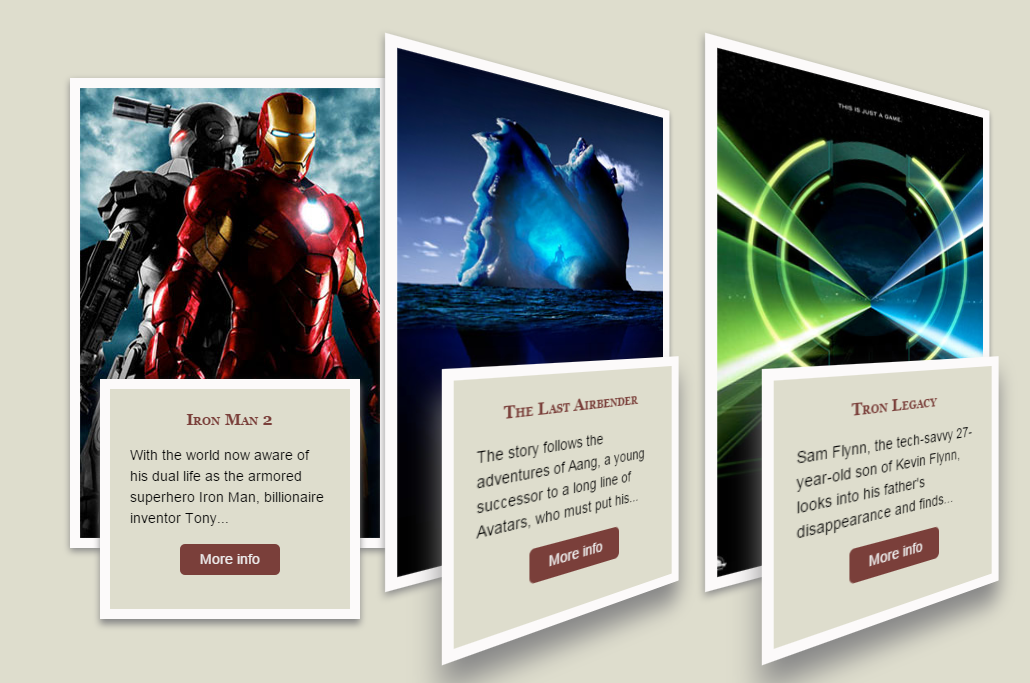 Iron Man 2
With the world now aware of
his dual life as the armored
superhero Iron Man, billionaire
inventor Tony...
More info
The Last Airbender
The story follows the
adventures of Aang, a young
successor to a long line of
Avatars, who must put his...
More info
THIS IS JUST A GAME.
Tron Legacy
Sam Flynn, the tech-savvy 27-
year-old son of Kevin Flynn,
looks into his father's
disappearance and finds...
More info